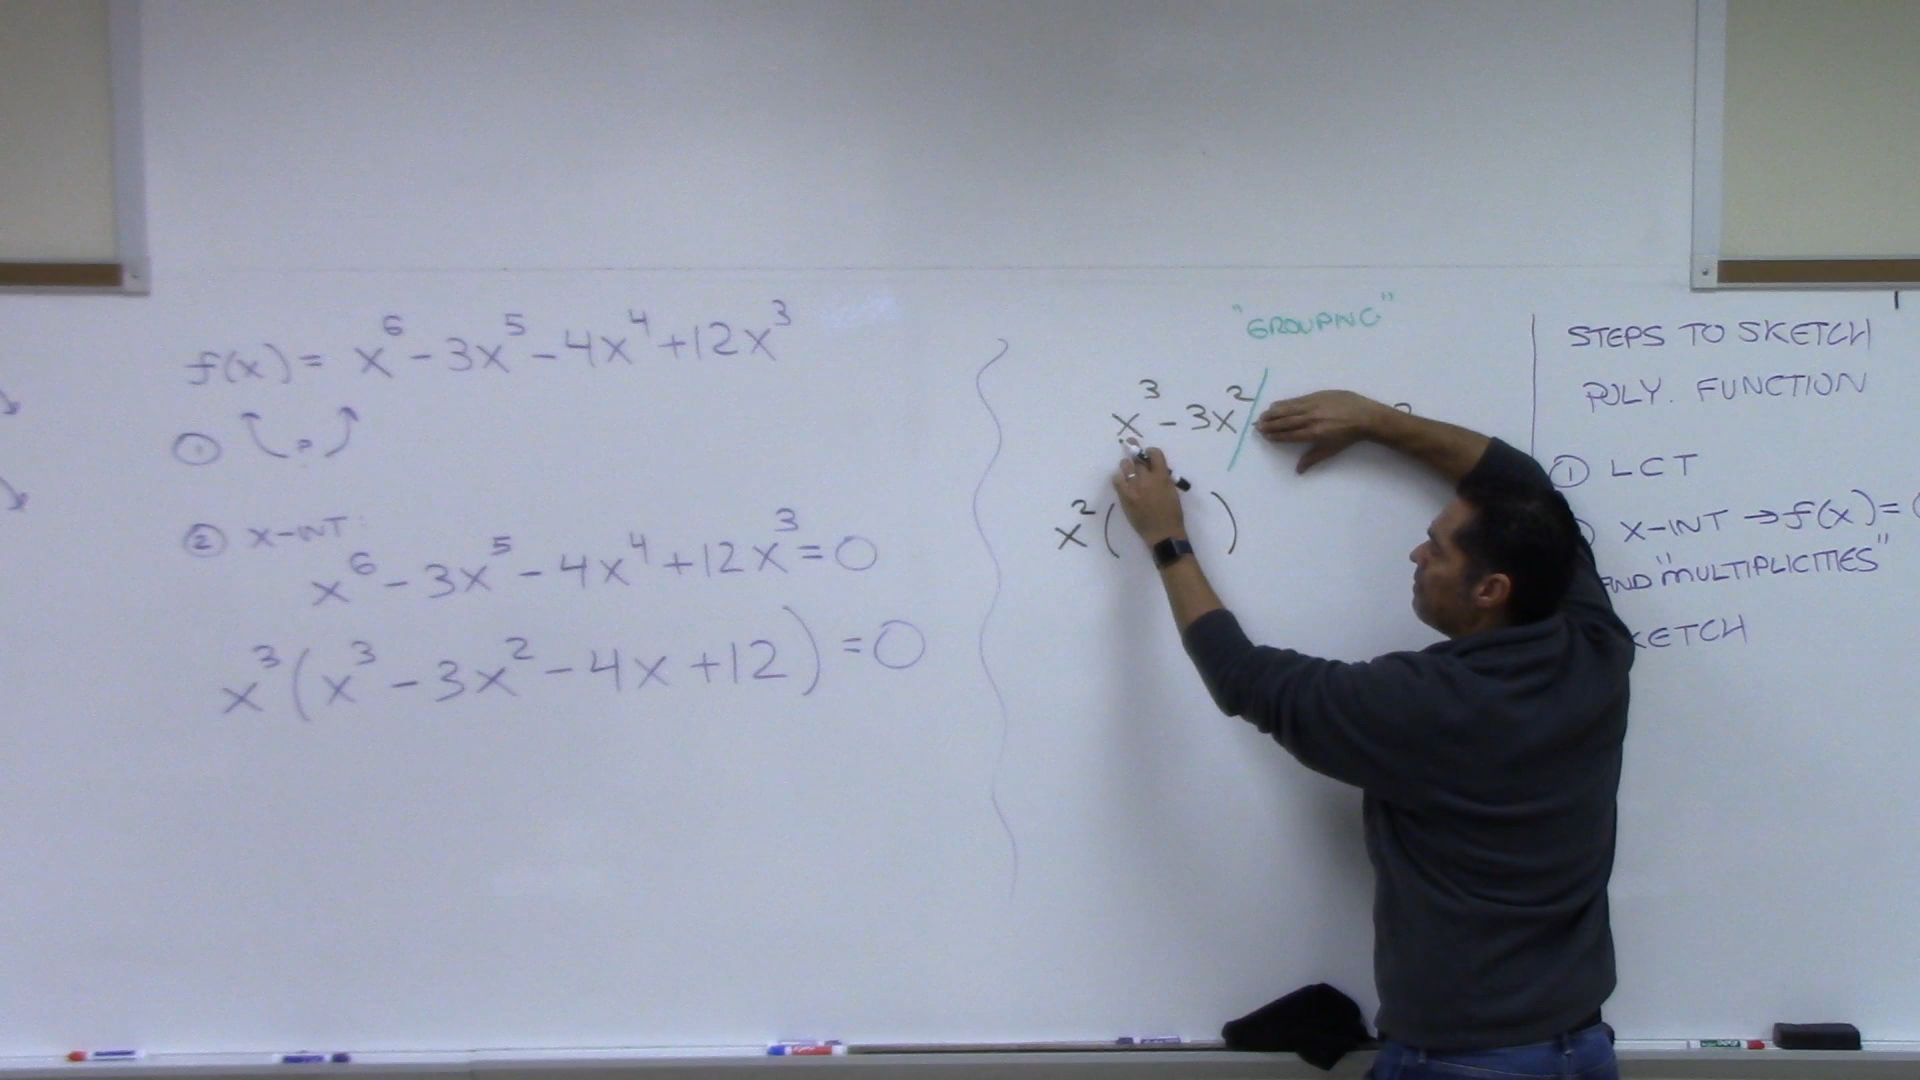 f(x) = x⁶ - 3x⁵ - 4x⁴ + 12x³
①
② X-INT:
x⁶ - 3x⁵ - 4x⁴ + 12x³ = 0
x³(x³ - 3x² - 4x + 12) = 0
"GROUPING"
x³ - 3x² /
x²( )
STEPS TO SKETCH
POLY. FUNCTION
① LCT
X-INT → f(x) =
"MULTIPLICITIES"